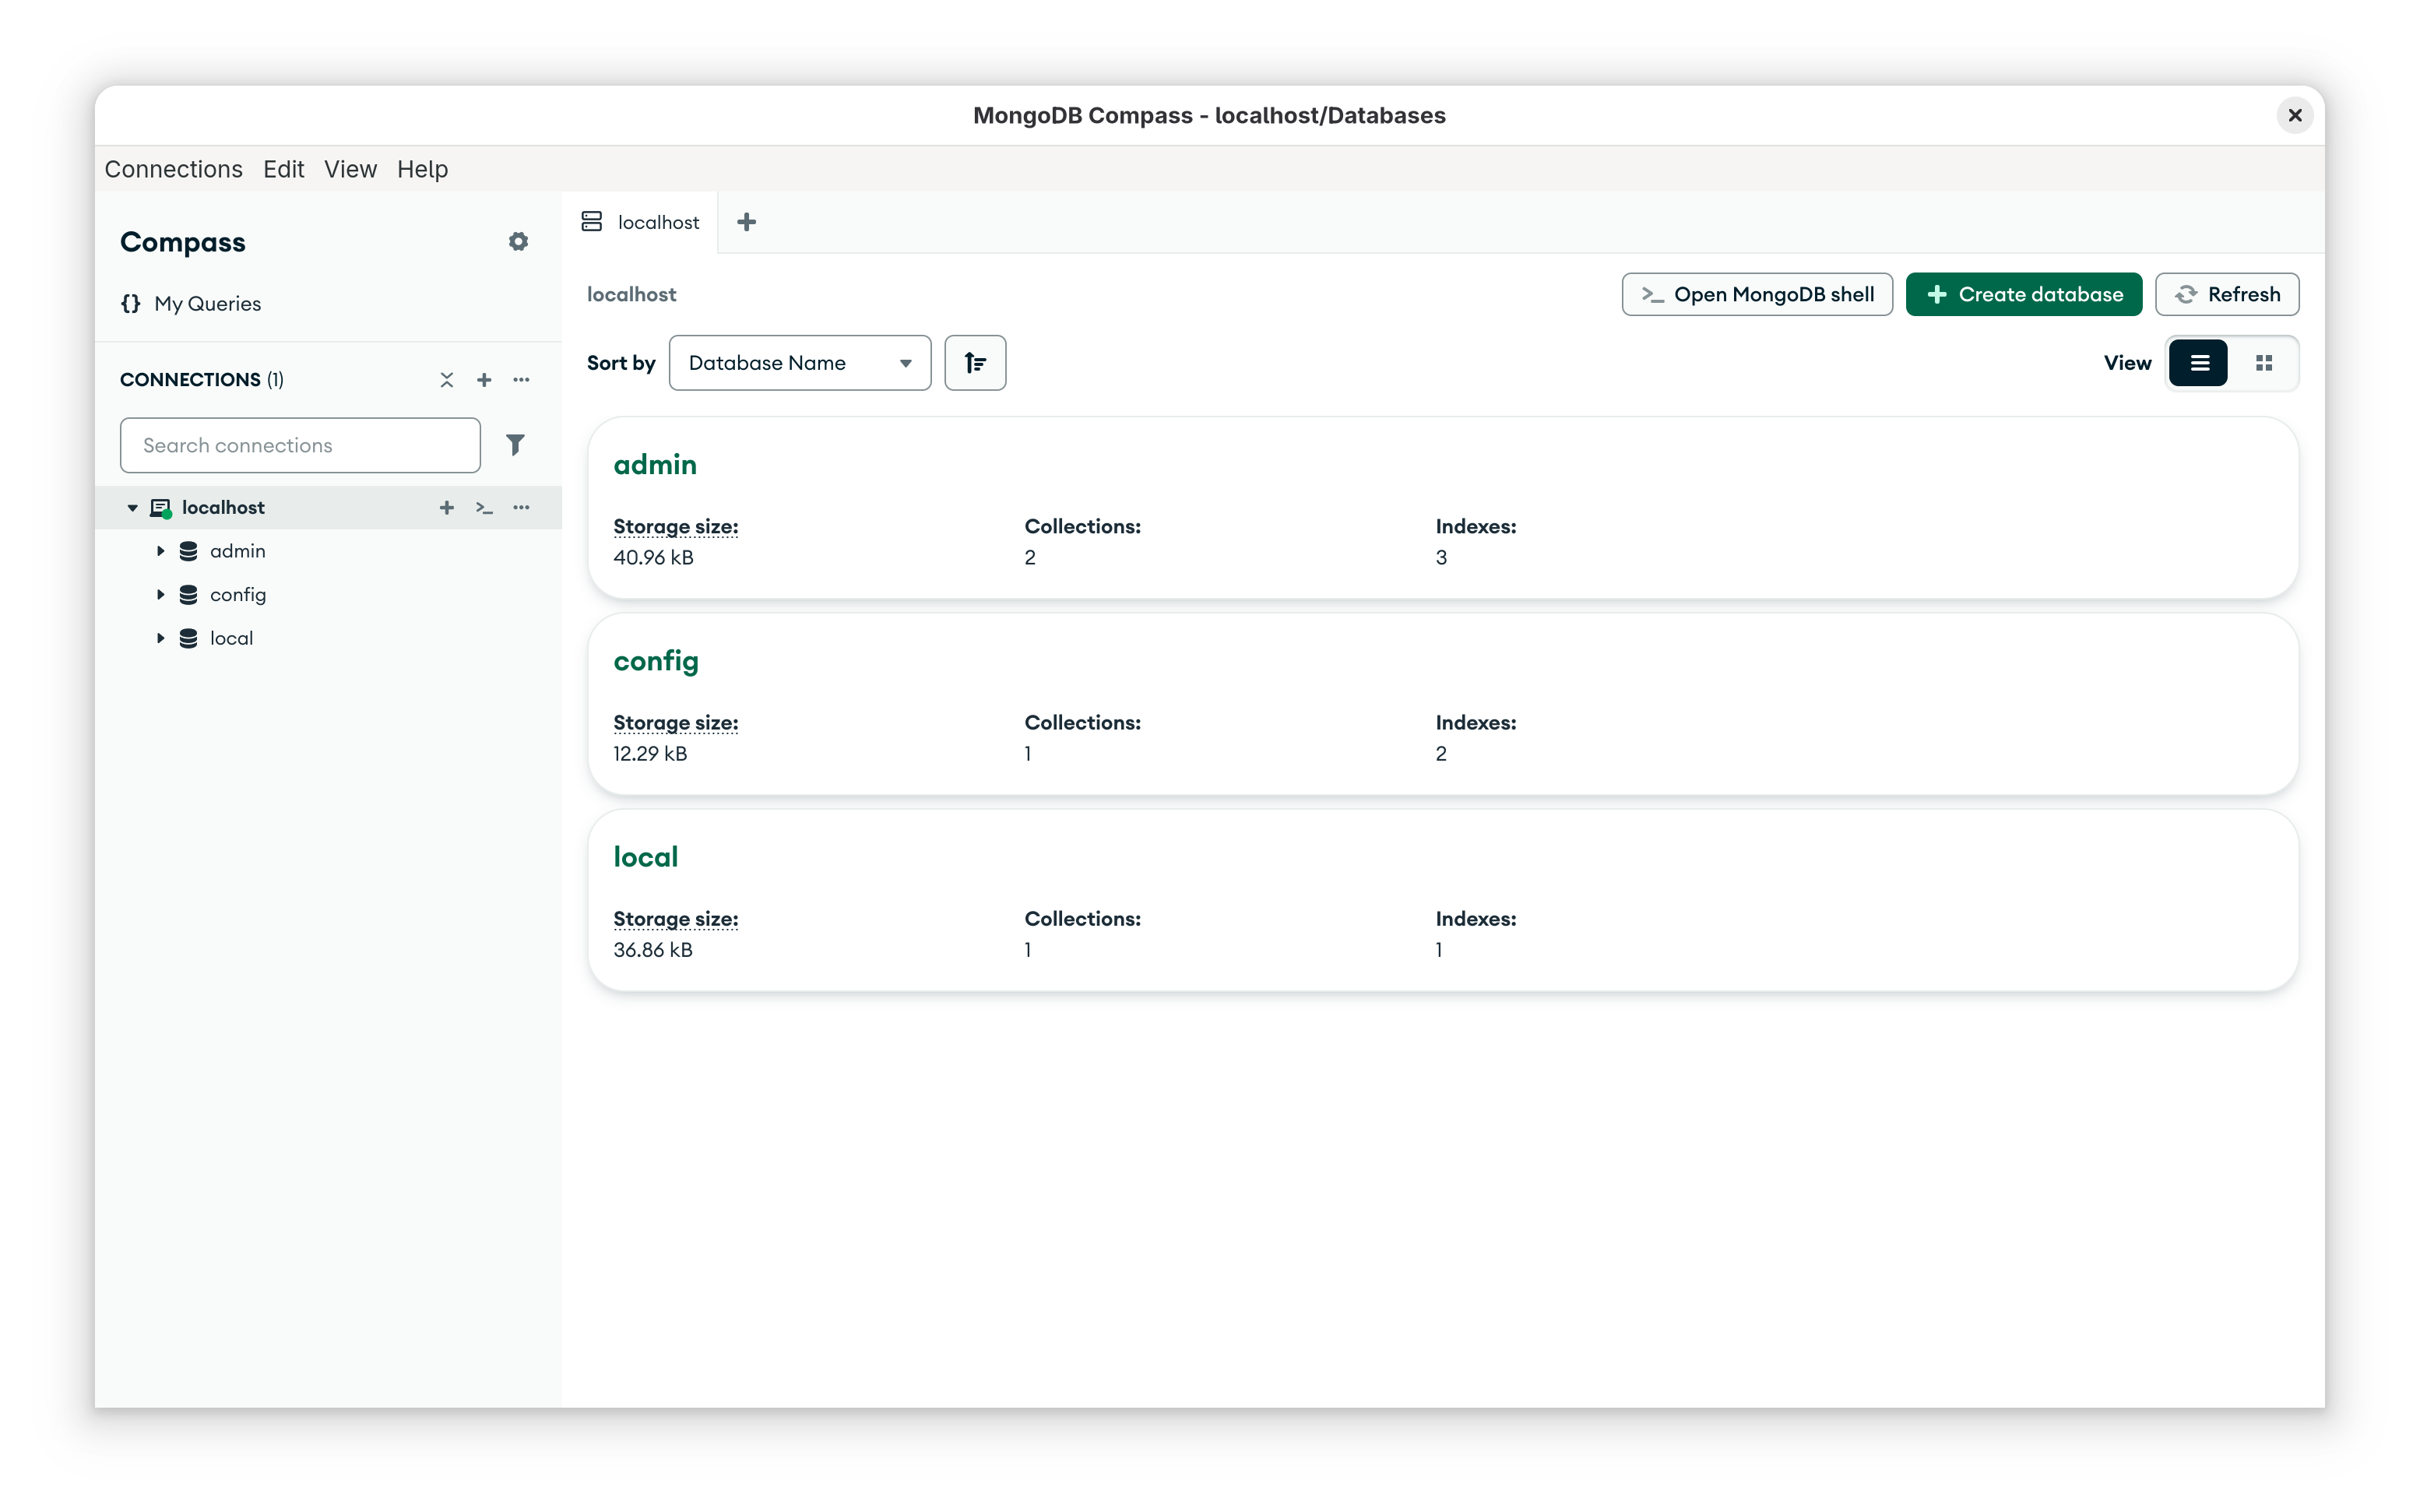 MongoDB Compass - localhost/Databases
Connections Edit View Help
Compass
{} My Queries
CONNECTIONS (1)
Search connections
localhost
admin
config
local
localhost
localhost
>_ Open MongoDB shell
Create database
Refresh
Sort by
Database Name
View
admin
Storage size: Collections: Indexes:
40.96 kB 2 3
config
Storage size: Collections: Indexes:
12.29 kB 1 2
local
Storage size: Collections: Indexes:
36.86 kB 1 1